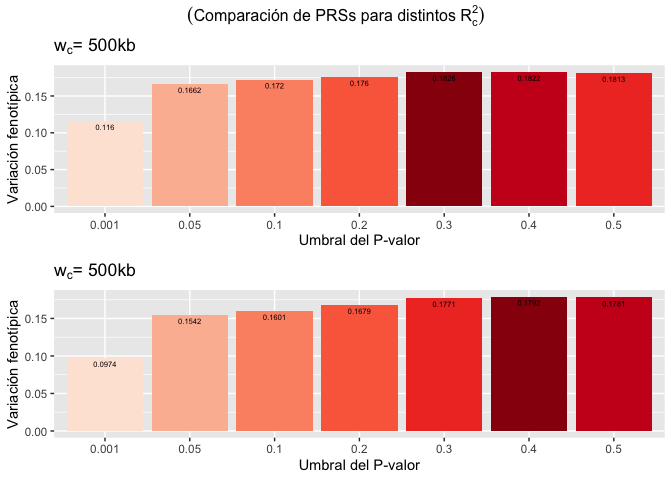 (Comparación de PRSs para distintos R²c)
wc= 500kb
Variación fenotípica
0.15
0.10
0.05
0.00
0.116
0.1662
0.172
0.176
0.1826
0.1822
0.1813
0.001 0.05 0.1 0.2 0.3 0.4 0.5
Umbral del P-valor
wc= 500kb
Variación fenotípica
0.15
0.10
0.05
0.00
0.0974
0.1542
0.1601
0.1679
0.1771
0.1781
0.001 0.05 0.1 0.2 0.3 0.4 0.5
Umbral del P-valor